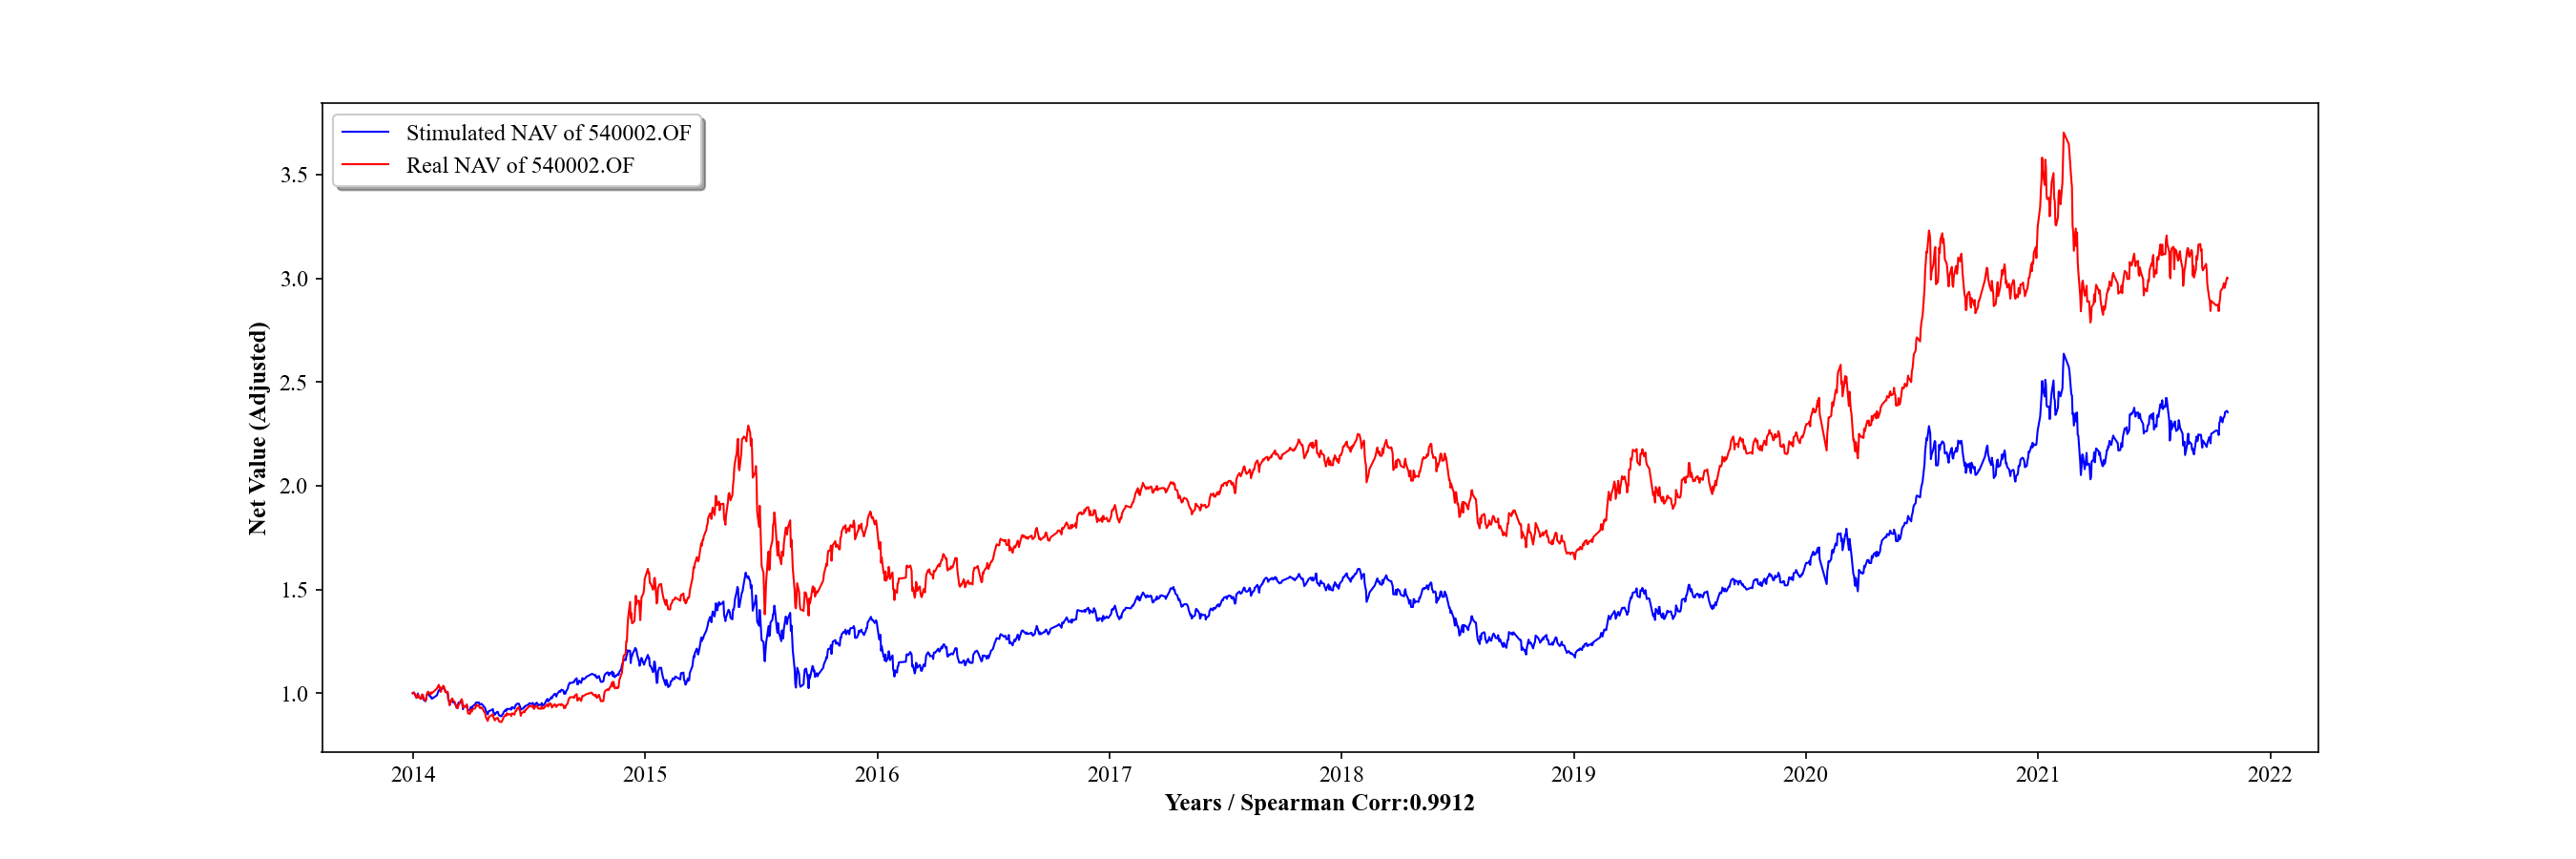 Stimulated NAV of 540002.OF
Real NAV of 540002.OF
3.5
3.0
2.5
2.0
1.5
1.0
Net Value (Adjusted)
2014 2015 2016 2017 2018 2019 2020 2021 2022
Years / Spearman Corr:0.9912